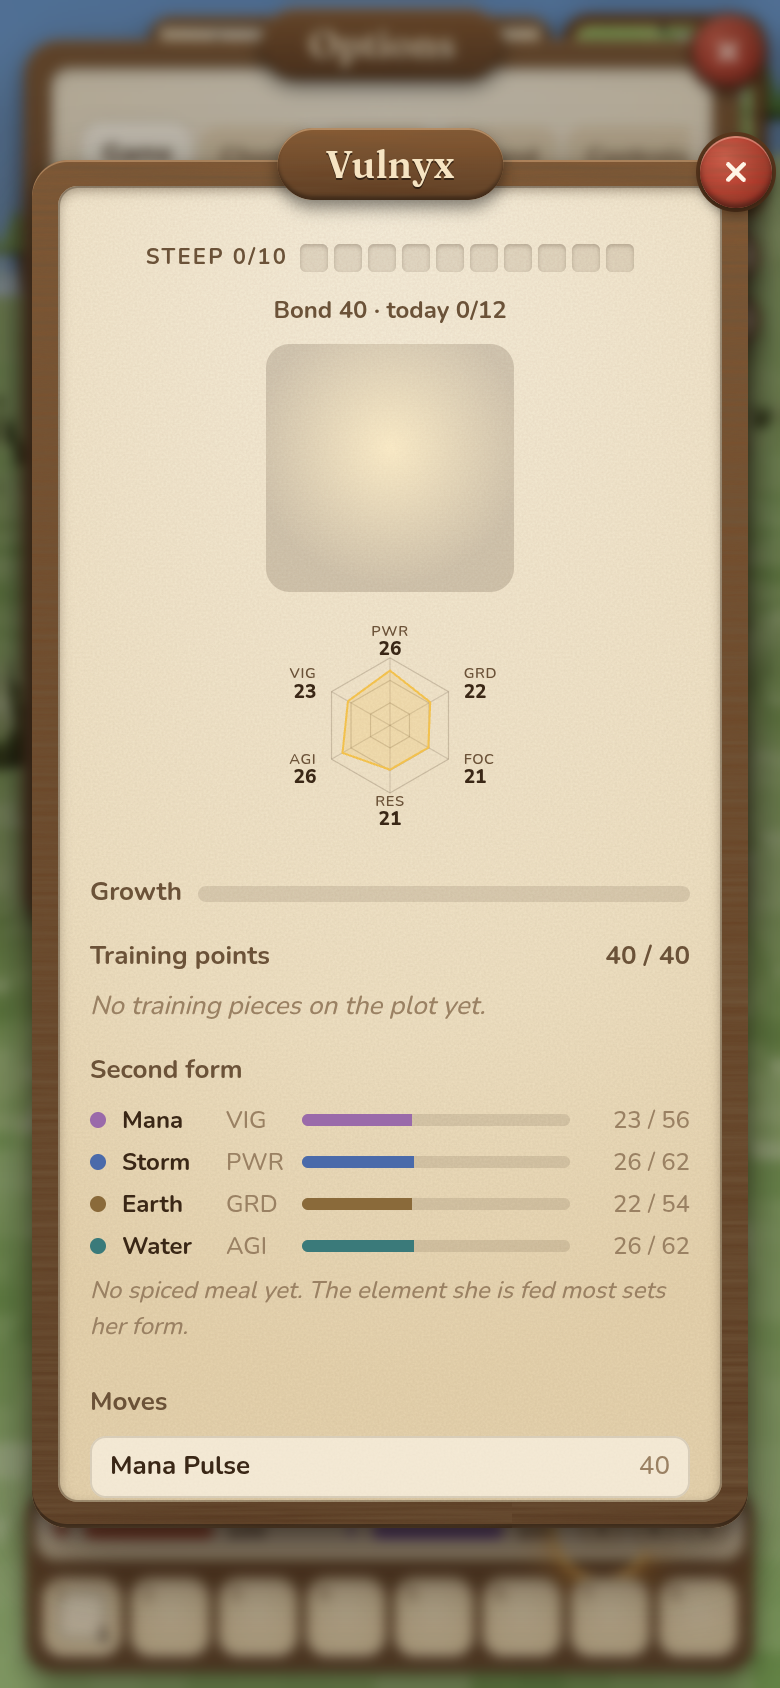 Options
Game
Vulnyx
STEEP 0/10
Bond 40 · today 0/12
PWR
26
VIG
23
GRD
22
AGI
26
FOC
21
RES
21
Growth
Training points 40 / 40
No training pieces on the plot yet.
Second form
Mana VIG 23 / 56
Storm PWR 26 / 62
Earth GRD 22 / 54
Water AGI 26 / 62
No spiced meal yet. The element she is fed most sets
her form.
Moves
Mana Pulse 40